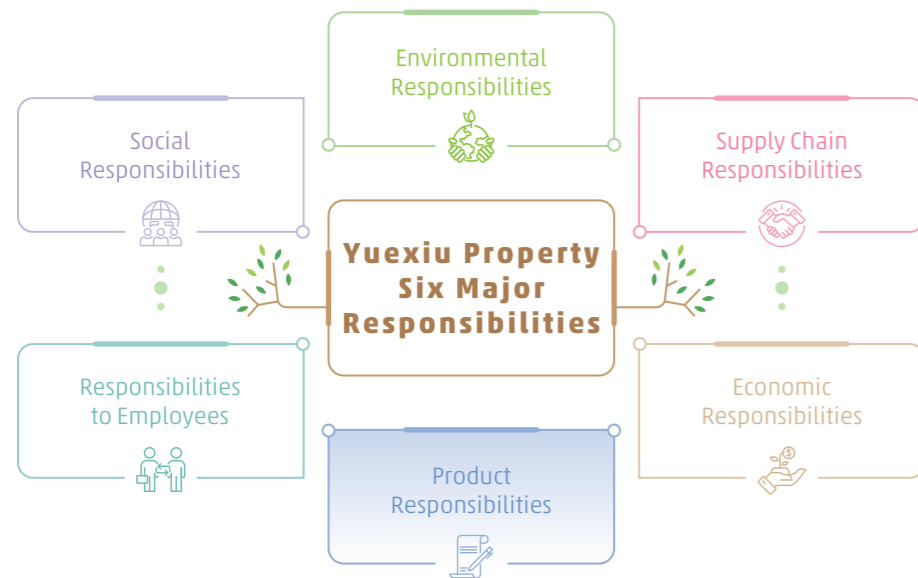 Environmental
Responsibilities
Social
Responsibilities
Supply Chain
Responsibilities
Yuexiu Property
Six Major
Responsibilities
Responsibilities
to Employees
Economic
Responsibilities
Product
Responsibilities